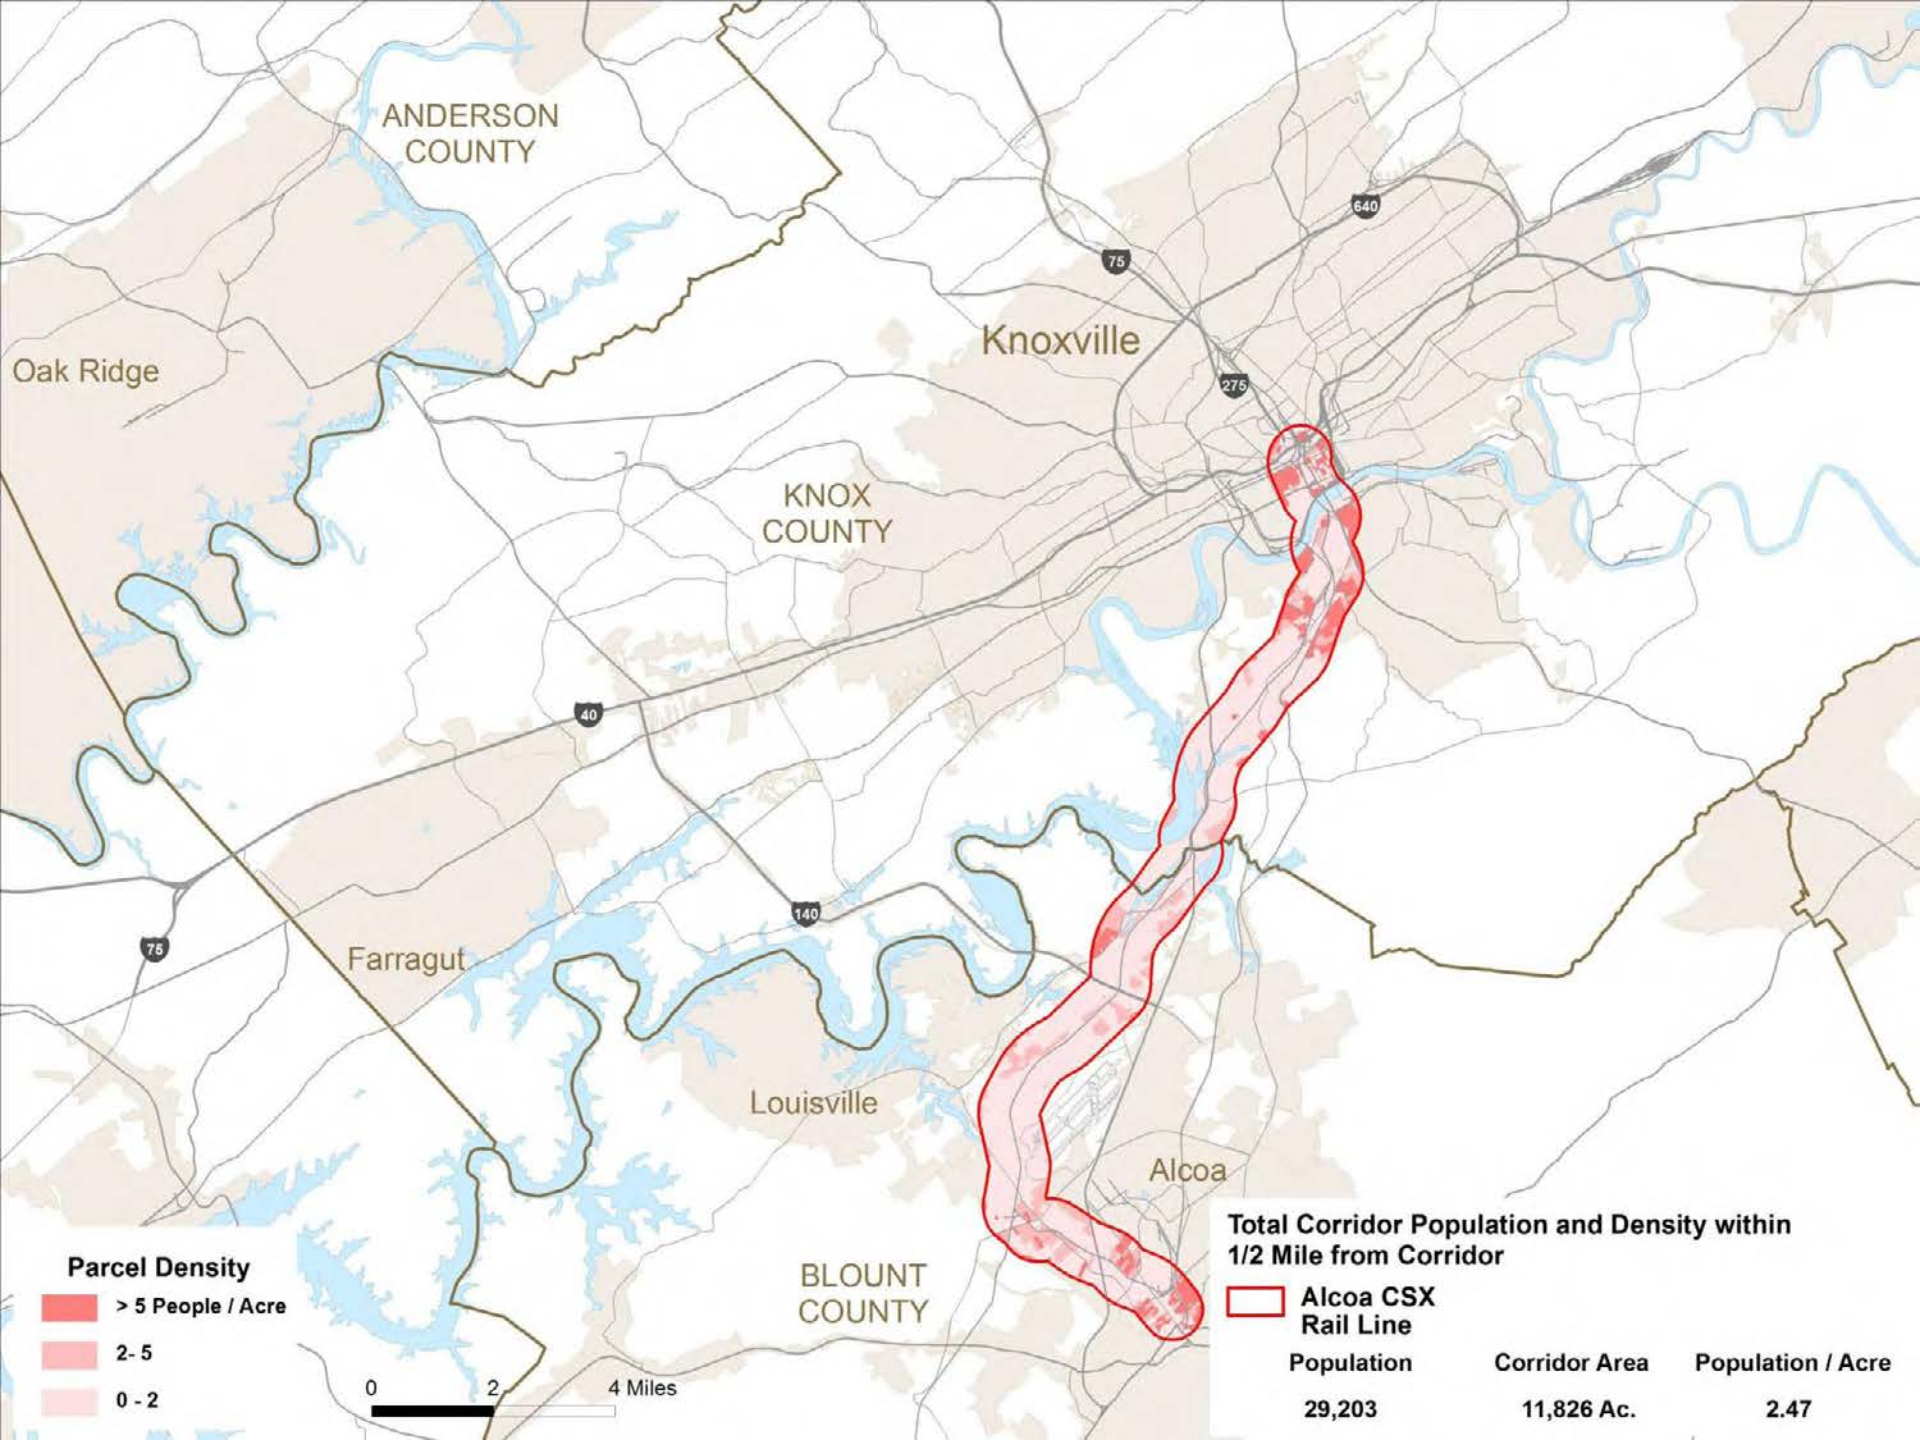 ANDERSON
COUNTY
640
75
Knoxville
Oak Ridge
275
KNOX
COUNTY
40
140
75
Farragut
Louisville
Alcoa
BLOUNT
COUNTY
Parcel Density
> 5 People / Acre
2- 5
0 - 2
0 2 4 Miles
Total Corridor Population and Density within
1/2 Mile from Corridor
Alcoa CSX
Rail Line
Population Corridor Area Population / Acre
29,203 11,826 Ac. 2.47